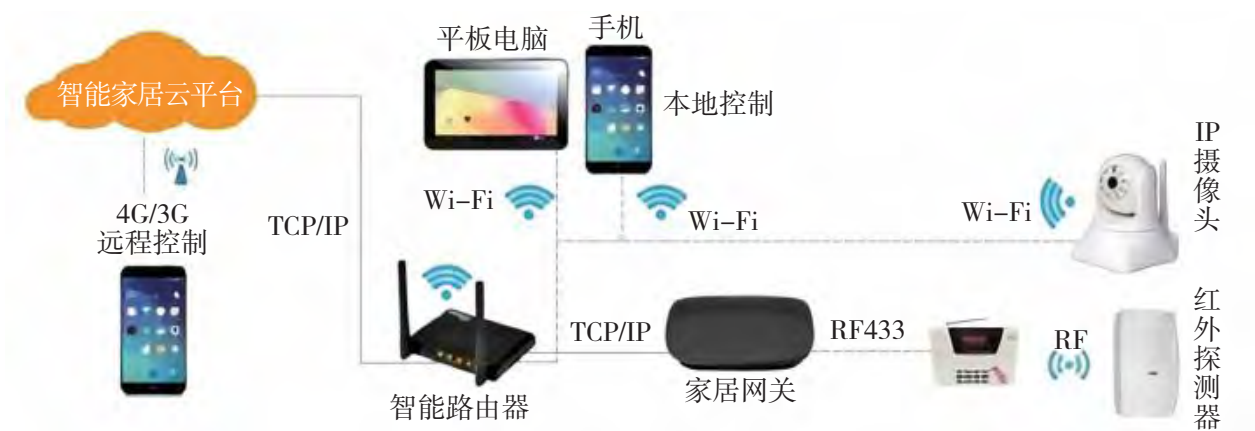 智能家居云平台
4G/3G
远程控制
TCP/IP
平板电脑
手机
本地控制
Wi-Fi
Wi-Fi
Wi-Fi
IP摄像头
智能路由器
TCP/IP
家居网关
RF433
RF
红外探测器